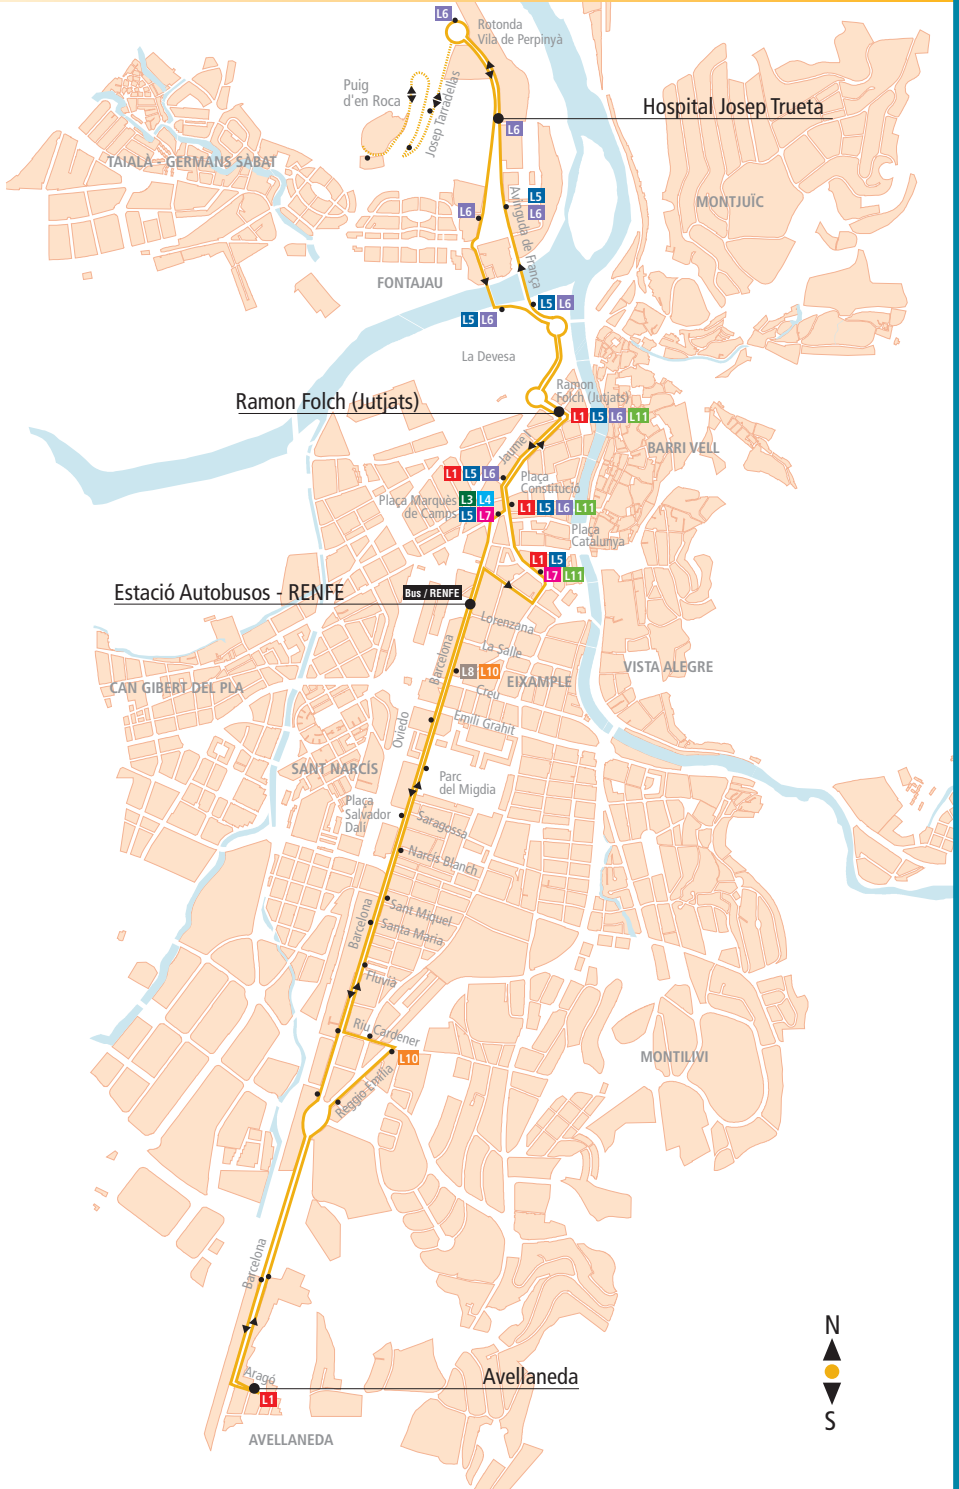 L6
Rotonda
Vila de Perpinyà
Puig
d'en Roca
Josep Tarradellas
Hospital Josep Trueta
L6
TAIALÀ - GERMANS SÀBAT
MONTJUÏC
L5
L6
L6
Avinguda de França
FONTAJAU
L5 L6
L5 L6
La Devesa
Ramon
Folch (Jutjats)
Ramon Folch (Jutjats)
L1 L5 L6 L11
Jaume I
BARRI VELL
L1 L5 L6
Plaça
Constitució
Plaça Marquès
de Camps
L3 L4
L5 L7
L1 L5 L6 L11
Plaça
Catalunya
L1 L5
L7 L11
Estació Autobusos - RENFE
Bus / RENFE
Lorenzana
La Salle
Barcelona
L8 L10
EIXAMPLE
VISTA ALEGRE
CAN GIBERT DEL PLA
Creu
Emili Grahit
Oviedo
SANT NARCÍS
Parc
del Migdia
Plaça
Salvador
Dalí
Saragossa
Narcís Blanch
Barcelona
Sant Miquel
Santa Maria
Fluvià
Riu Cardener
L10
MONTILIVI
Reggio Emilia
Barcelona
N
S
Aragó
Avellaneda
L1
AVELLANEDA